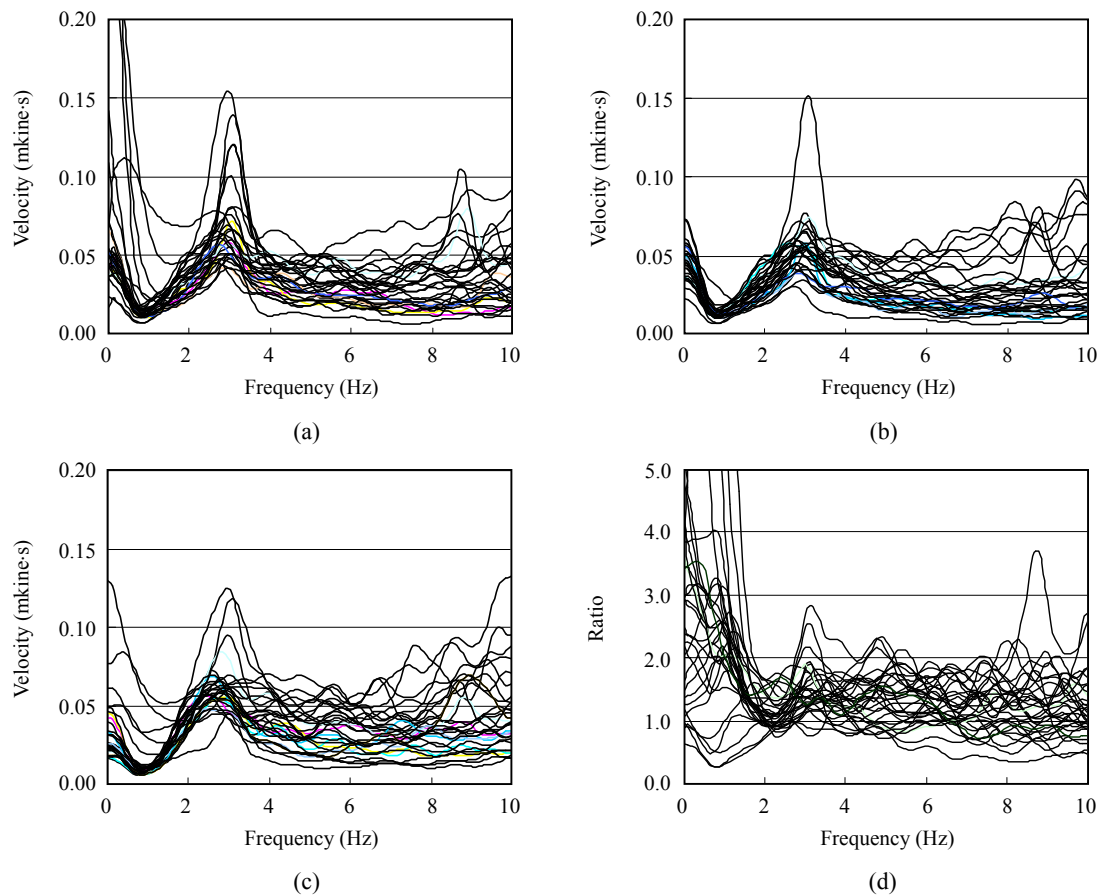 0.20
0.15
0.10
0.05
0.00
Velocity (mkine·s)
0 2 4 6 8 10
Frequency (Hz)
(a)
0.20
0.15
0.10
0.05
0.00
Velocity (mkine·s)
0 2 4 6 8 10
Frequency (Hz)
(b)
0.20
0.15
0.10
0.05
0.00
Velocity (mkine·s)
0 2 4 6 8 10
Frequency (Hz)
(c)
5.0
4.0
3.0
2.0
1.0
0.0
Ratio
0 2 4 6 8 10
Frequency (Hz)
(d)